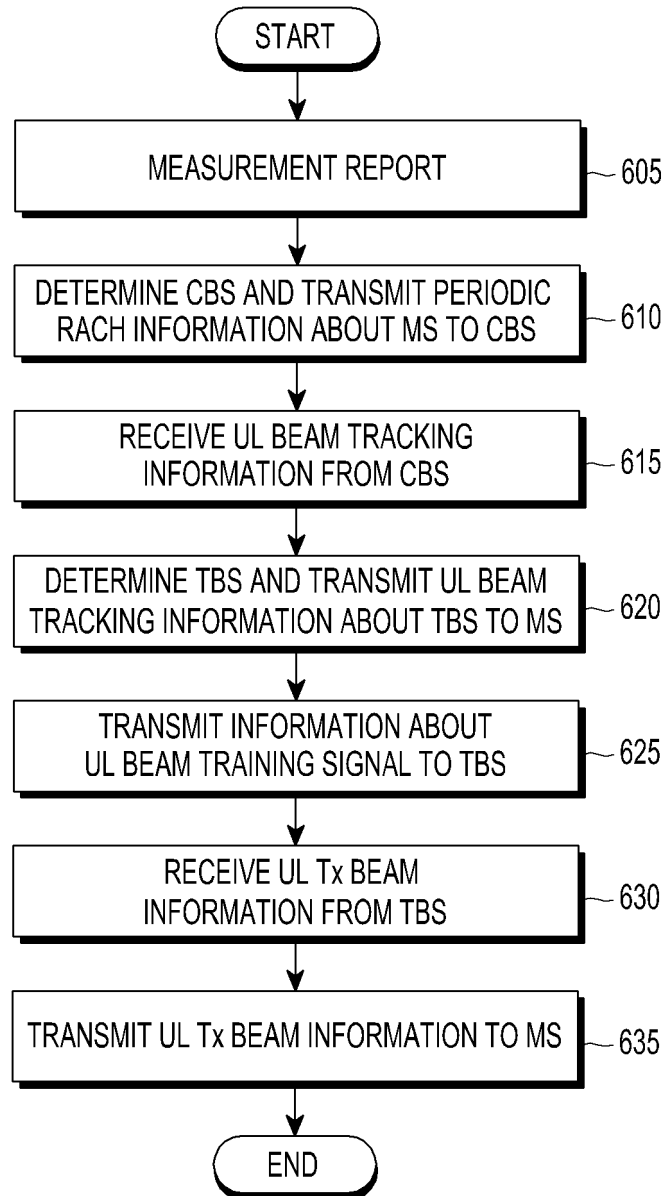 START
MEASUREMENT REPORT
605
DETERMINE CBS AND TRANSMIT PERIODIC
RACH INFORMATION ABOUT MS TO CBS
610
RECEIVE UL BEAM TRACKING
INFORMATION FROM CBS
615
DETERMINE TBS AND TRANSMIT UL BEAM
TRACKING INFORMATION ABOUT TBS TO MS
620
TRANSMIT INFORMATION ABOUT
UL BEAM TRAINING SIGNAL TO TBS
625
RECEIVE UL Tx BEAM
INFORMATION FROM TBS
630
TRANSMIT UL Tx BEAM INFORMATION TO MS
635
END